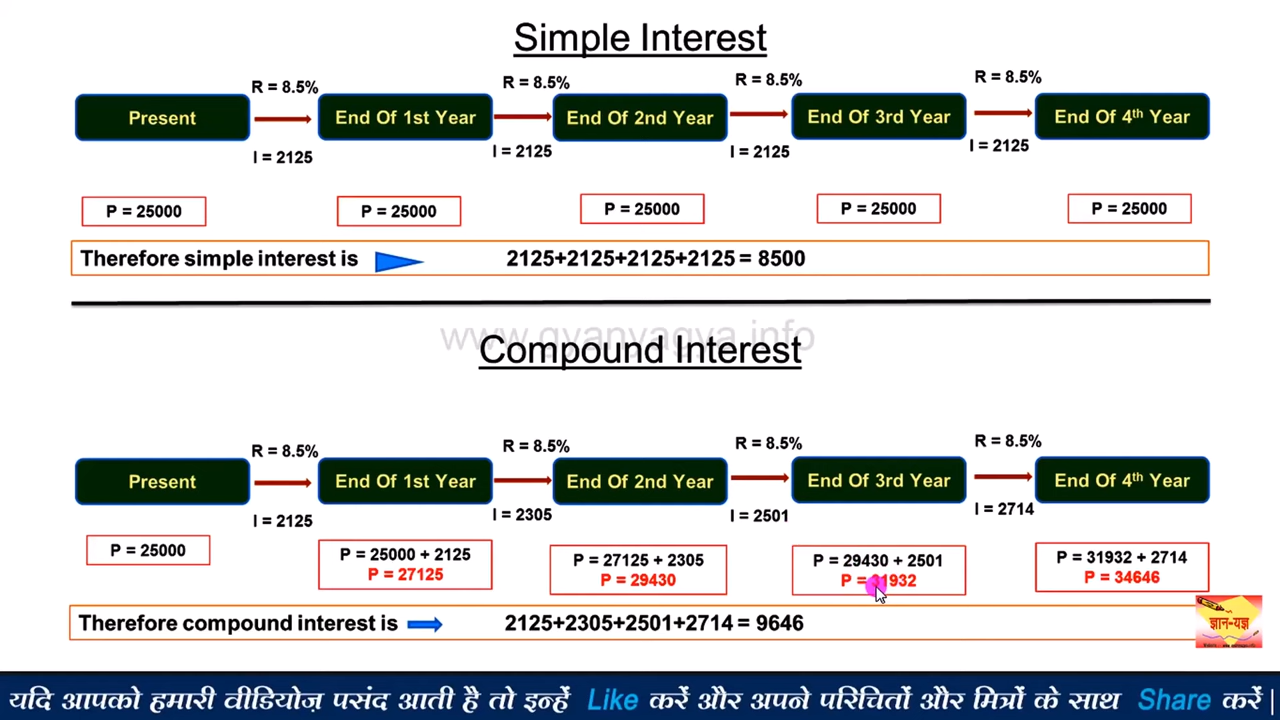 Simple Interest
R = 8.5% R = 8.5% R = 8.5% R = 8.5%
Present End Of 1st Year End Of 2nd Year End Of 3rd Year End Of 4th Year
I = 2125 I = 2125 I = 2125 I = 2125
P = 25000 P = 25000 P = 25000 P = 25000 P = 25000
Therefore simple interest is 2125+2125+2125+2125 = 8500
www.gyanyagya.info
Compound Interest
R = 8.5% R = 8.5% R = 8.5% R = 8.5%
Present End Of 1st Year End Of 2nd Year End Of 3rd Year End Of 4th Year
I = 2125 I = 2305 I = 2501 I = 2714
P = 25000 P = 25000 + 2125 P = 27125 + 2305 P = 29430 + 2501 P = 31932 + 2714
P = 27125 P = 29430 P = 31932 P = 34646
Therefore compound interest is 2125+2305+2501+2714 = 9646
ज्ञान-यज्ञ
यदि आपको हमारी वीडियोज़ पसंद आती है तो इन्हें Like करें और अपने परिचितों और मित्रों के साथ Share करें |